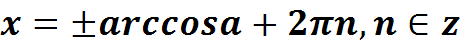 x = ±arccosa + 2πn, n ∈ z